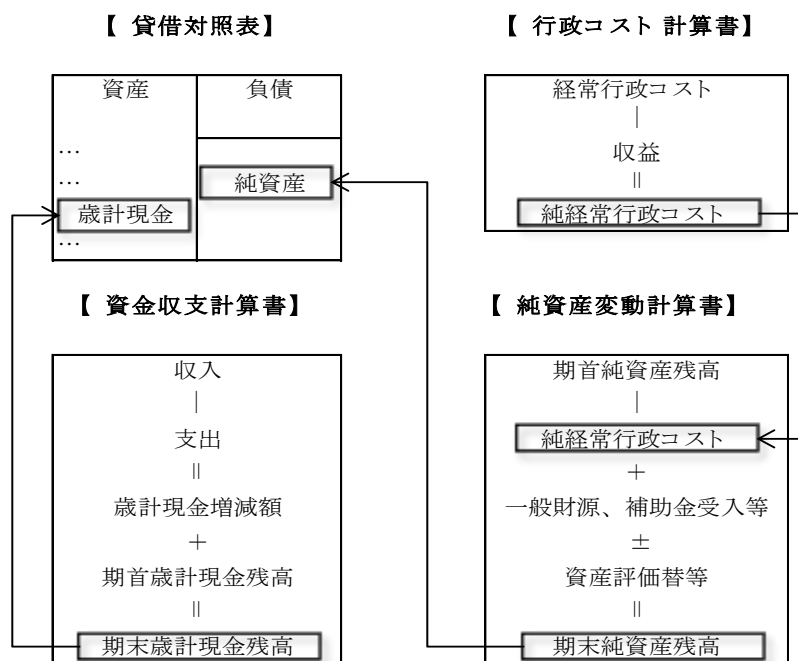 【 貸借対照表】
資産
負債
…
…
純資産
歳計現金
…
【 行政コスト 計算書】
経常行政コスト
｜
収益
||
純経常行政コスト
【 資金収支計算書】
収入
｜
支出
||
歳計現金増減額
＋
期首歳計現金残高
||
期末歳計現金残高
【 純資産変動計算書】
期首純資産残高
｜
純経常行政コスト
＋
一般財源、補助金受入等
±
資産評価替等
||
期末純資産残高